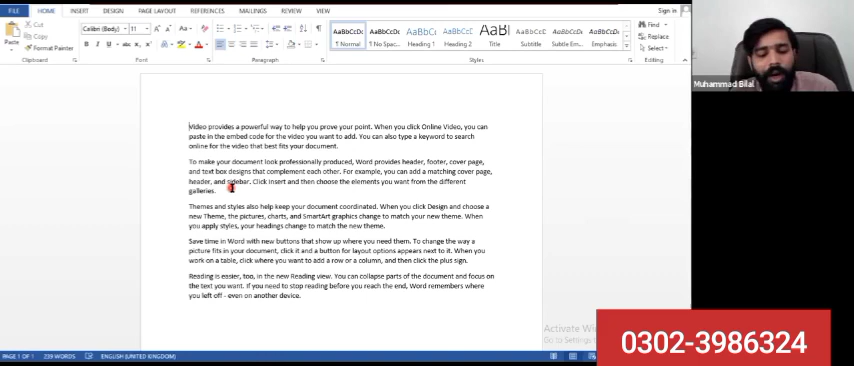 FILE HOME INSERT DESIGN PAGE LAYOUT REFERENCES MAILINGS REVIEW VIEW Sign in
Cut
Copy
Format Painter
Paste
Calibri (Body) 11
AaBbCcDc AaBbCcDc AaBbCc AaBbCc AaBl AaBbCcD AaBbCcDc AaBbCcDc
¶ Normal ¶ No Spac... Heading 1 Heading 2 Title Subtitle Subtle Em... Emphasis
Find
Replace
Select
Clipboard Font Paragraph Styles Editing
Muhammad Bilal
Video provides a powerful way to help you prove your point. When you click Online Video, you can
paste in the embed code for the video you want to add. You can also type a keyword to search
online for the video that best fits your document.
To make your document look professionally produced, Word provides header, footer, cover page,
and text box designs that complement each other. For example, you can add a matching cover page,
header, and sidebar. Click Insert and then choose the elements you want from the different
galleries.
Themes and styles also help keep your document coordinated. When you click Design and choose a
new Theme, the pictures, charts, and SmartArt graphics change to match your new theme. When
you apply styles, your headings change to match the new theme.
Save time in Word with new buttons that show up where you need them. To change the way a
picture fits in your document, click it and a button for layout options appears next to it. When you
work on a table, click where you want to add a row or a column, and then click the plus sign.
Reading is easier, too, in the new Reading view. You can collapse parts of the document and focus on
the text you want. If you need to stop reading before you reach the end, Word remembers where
you left off - even on another device.
Activate Wi
Go to Settings
0302-3986324
PAGE 1 OF 1 239 WORDS ENGLISH (UNITED KINGDOM)